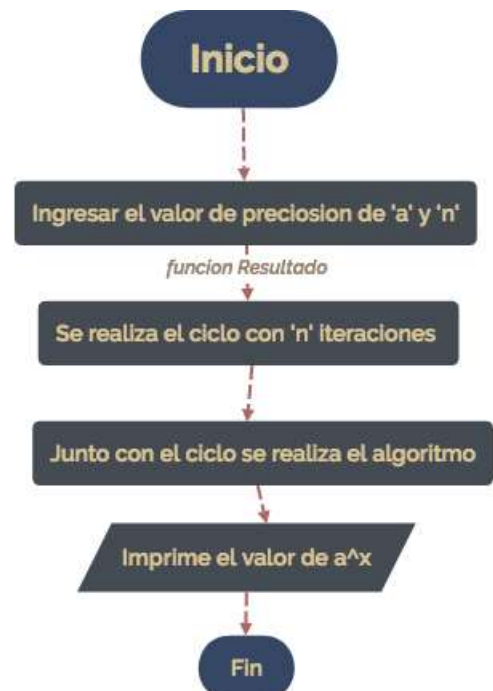 Inicio
Ingresar el valor de preciosion de 'a' y 'n'
funcion Resultado
Se realiza el ciclo con 'n' iteraciones
Junto con el ciclo se realiza el algoritmo
Imprime el valor de a^x
Fin